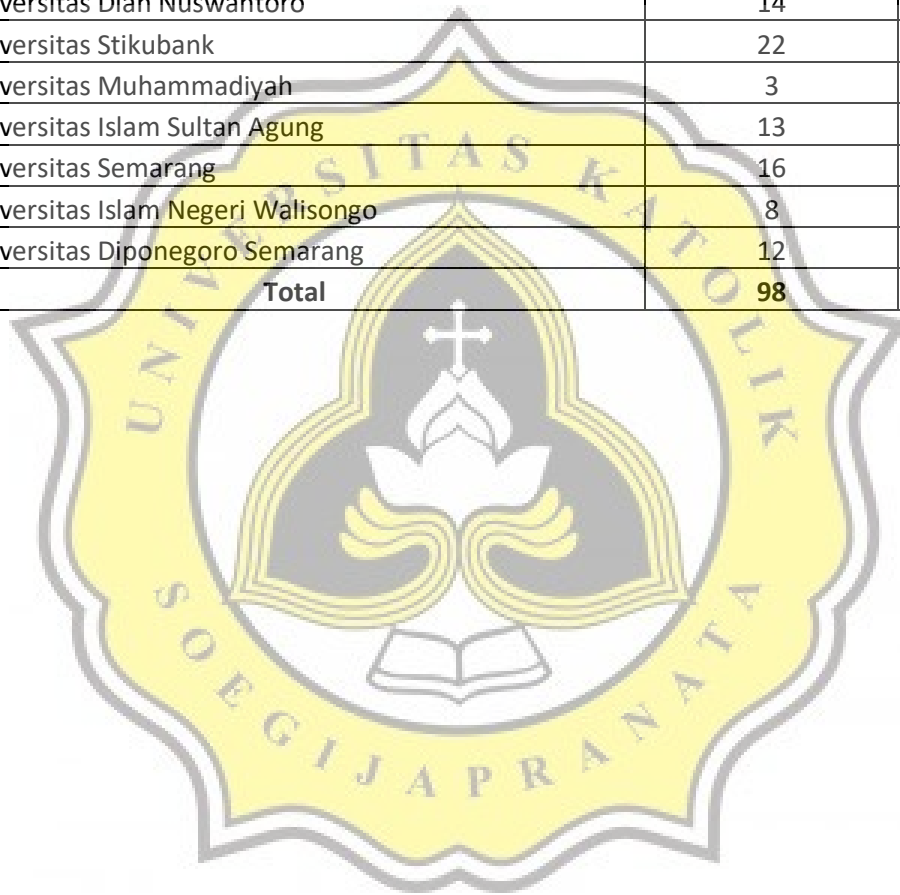 versitas Dian Nuswantoro 14
versitas Stikubank 22
versitas Muhammadiyah 3
versitas Islam Sultan Agung 13
versitas Semarang 16
versitas Islam Negeri Walisongo 8
versitas Diponegoro Semarang 12
Total 98
UNIVERSITAS KATOLIK
SOEGIJAPRANATA